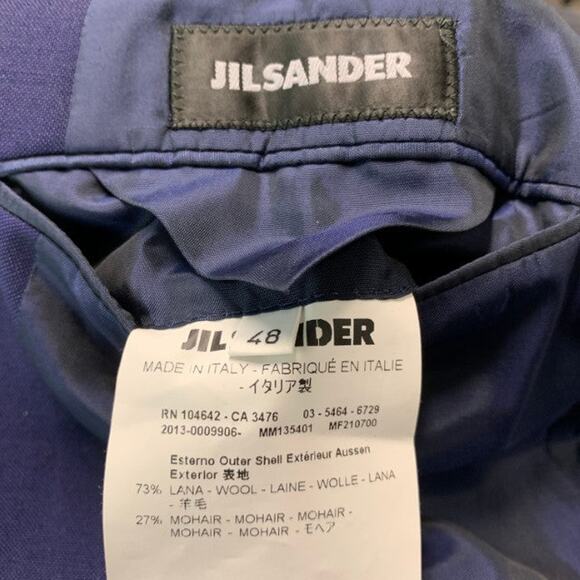 JILSANDER
JIL 48 NDER
MADE IN ITALY - FABRIQUÉ EN ITALIE
- イタリア製
RN 104642 - CA 3476 03 - 5464 - 6729
2013-0009906- MM135401 MF210700
Esterno Outer Shell Extérieur Aussen
Exterior 表地
73% LANA - WOOL - LAINE - WOLLE - LANA
- 羊毛
27% MOHAIR - MOHAIR - MOHAIR -
MOHAIR - MOHAIR - モヘア